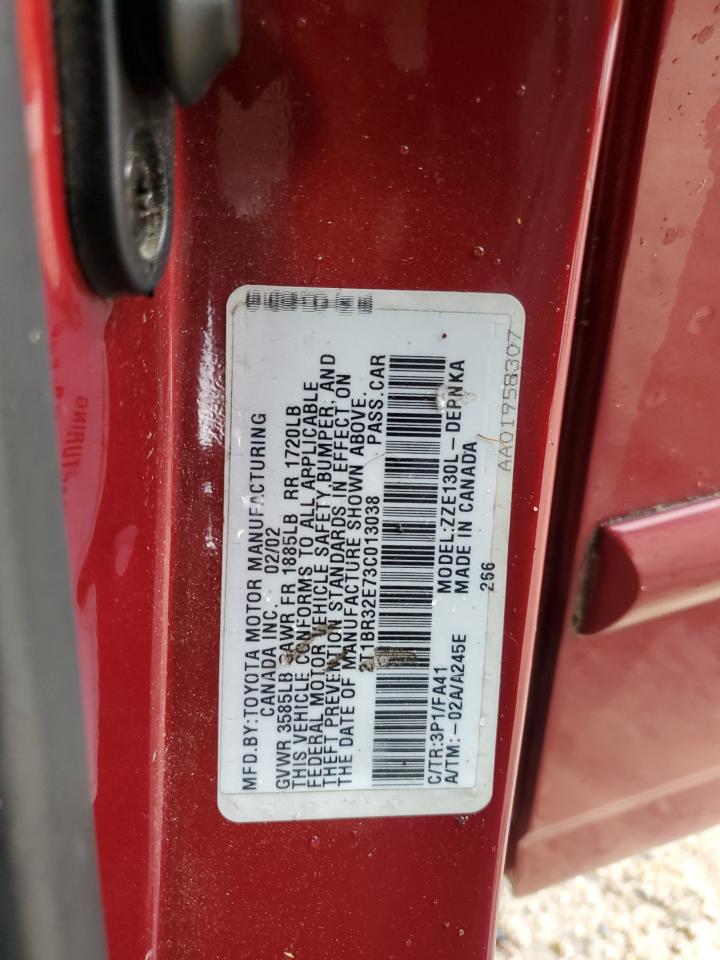 MFD.BY:TOYOTA MOTOR MANUFACTURING
CANADA INC. 02/02
GVWR 3585LB GAWR FR 1885LB RR 1720LB
THIS VEHICLE CONFORMS TO ALL APPLICABLE
FEDERAL MOTOR VEHICLE SAFETY,BUMPER, AND
THEFT PREVENTION STANDARDS IN EFFECT ON
THE DATE OF MANUFACTURE SHOWN ABOVE.
2T1BR32E73C013038 PASS.CAR
C/TR:3P1/FA41 MODEL:ZZE130L-DEPNKA
A/TM:-02A/A245E MADE IN CANADA
266
AA01958307